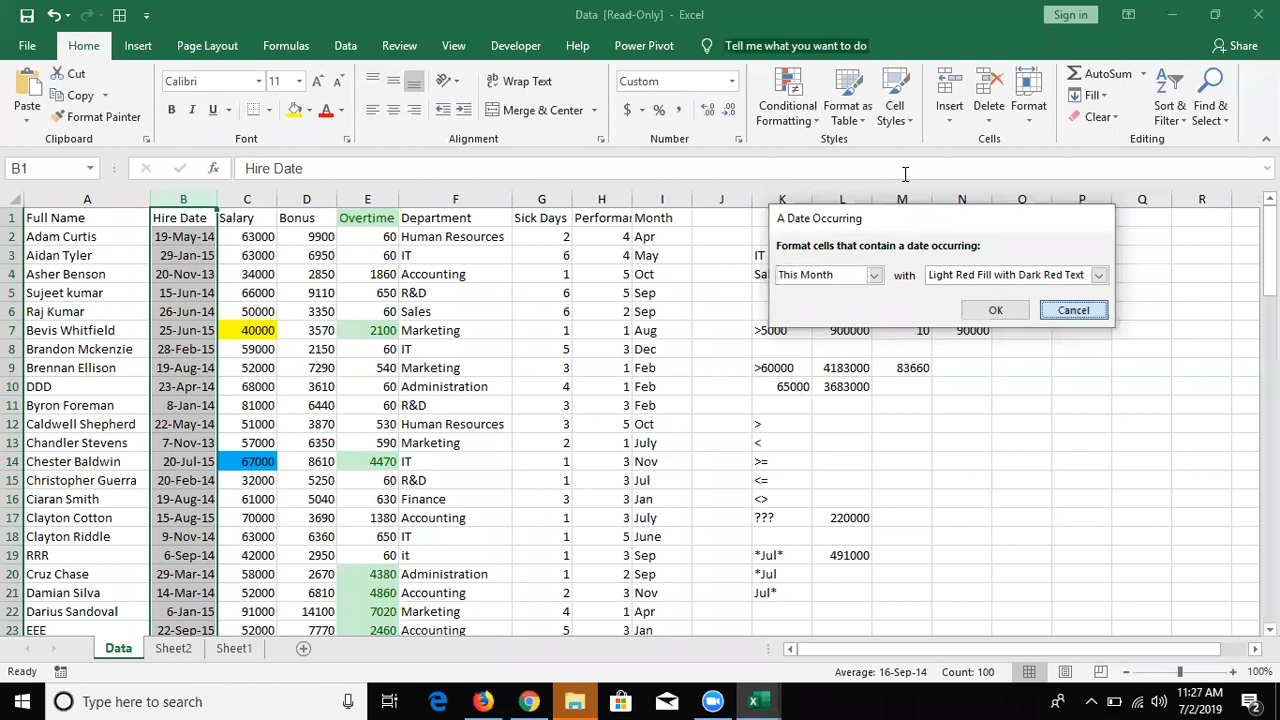 Data [Read-Only] - Excel
Sign in
File Home Insert Page Layout Formulas Data Review View Developer Help Power Pivot Tell me what you want to do Share
Paste
Cut
Copy
Format Painter
Clipboard
Calibri 11
B I U
Font
Wrap Text
Merge & Center
Alignment
Custom
$ % ,
Number
Conditional Formatting
Format as Table
Cell Styles
Styles
Insert
Delete
Format
Cells
AutoSum
Fill
Clear
Sort & Filter
Find & Select
Editing
B1 fx Hire Date
A B C D E F G H I J K L M N O P Q R
1 Full Name Hire Date Salary Bonus Overtime Department Sick Days Performan Month
2 Adam Curtis 19-May-14 63000 9900 60 Human Resources 2 4 Apr
3 Aidan Tyler 29-Jan-15 63000 6950 60 IT 6 4 May IT
4 Asher Benson 20-Nov-13 34000 2850 1860 Accounting 1 5 Oct
5 Sujeet kumar 15-Jun-14 66000 9110 650 R&D 6 5 Sep
6 Raj Kumar 26-Jun-14 50000 3350 60 Sales 6 2 Sep
7 Bevis Whitfield 25-Jun-15 40000 3570 2100 Marketing 1 1 Aug >5000 900000 10 90000
8 Brandon Mckenzie 28-Feb-15 59000 2150 60 IT 5 3 Dec
9 Brennan Ellison 19-Aug-14 52000 7290 540 Marketing 1 3 Feb >60000 4183000 83660
10 DDD 23-Apr-14 68000 3610 60 Administration 4 1 Feb 65000 3683000
11 Byron Foreman 8-Jan-14 81000 6440 60 R&D 3 3 Feb
12 Caldwell Shepherd 22-May-14 51000 3870 530 Human Resources 3 5 Oct >
13 Chandler Stevens 7-Nov-13 57000 6350 590 Marketing 2 1 July <
14 Chester Baldwin 20-Jul-15 67000 8610 4470 IT 1 3 Nov >=
15 Christopher Guerra 20-Feb-14 32000 5250 60 R&D 1 3 Jul <=
16 Ciaran Smith 19-Aug-14 61000 5040 630 Finance 3 3 Jan <>
17 Clayton Cotton 15-Aug-15 70000 3690 1380 Accounting 1 3 July ??? 220000
18 Clayton Riddle 9-Nov-14 63000 6360 650 IT 1 5 June
19 RRR 6-Sep-14 42000 2950 60 it 1 3 Sep *Jul* 491000
20 Cruz Chase 29-Mar-14 58000 2670 4380 Administration 1 2 Sep *Jul
21 Damian Silva 14-Mar-14 52000 6810 4860 Accounting 2 3 Nov Jul*
22 Darius Sandoval 6-Jan-15 91000 14100 7020 Marketing 4 1 Apr
23 EEE 22-Sep-15 52000 7770 2460 Accounting 5 3 Jan
A Date Occurring
Format cells that contain a date occurring:
This Month with Light Red Fill with Dark Red Text
OK Cancel
Data Sheet2 Sheet1
Ready Average: 16-Sep-14 Count: 100 100%
Type here to search
11:27 AM
7/2/2019
2